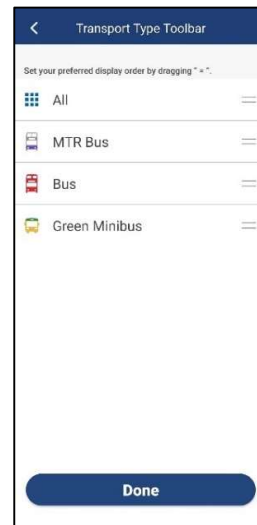 Transport Type Toolbar
Set your preferred display order by dragging " = ".
All
MTR Bus
Bus
Green Minibus
Done